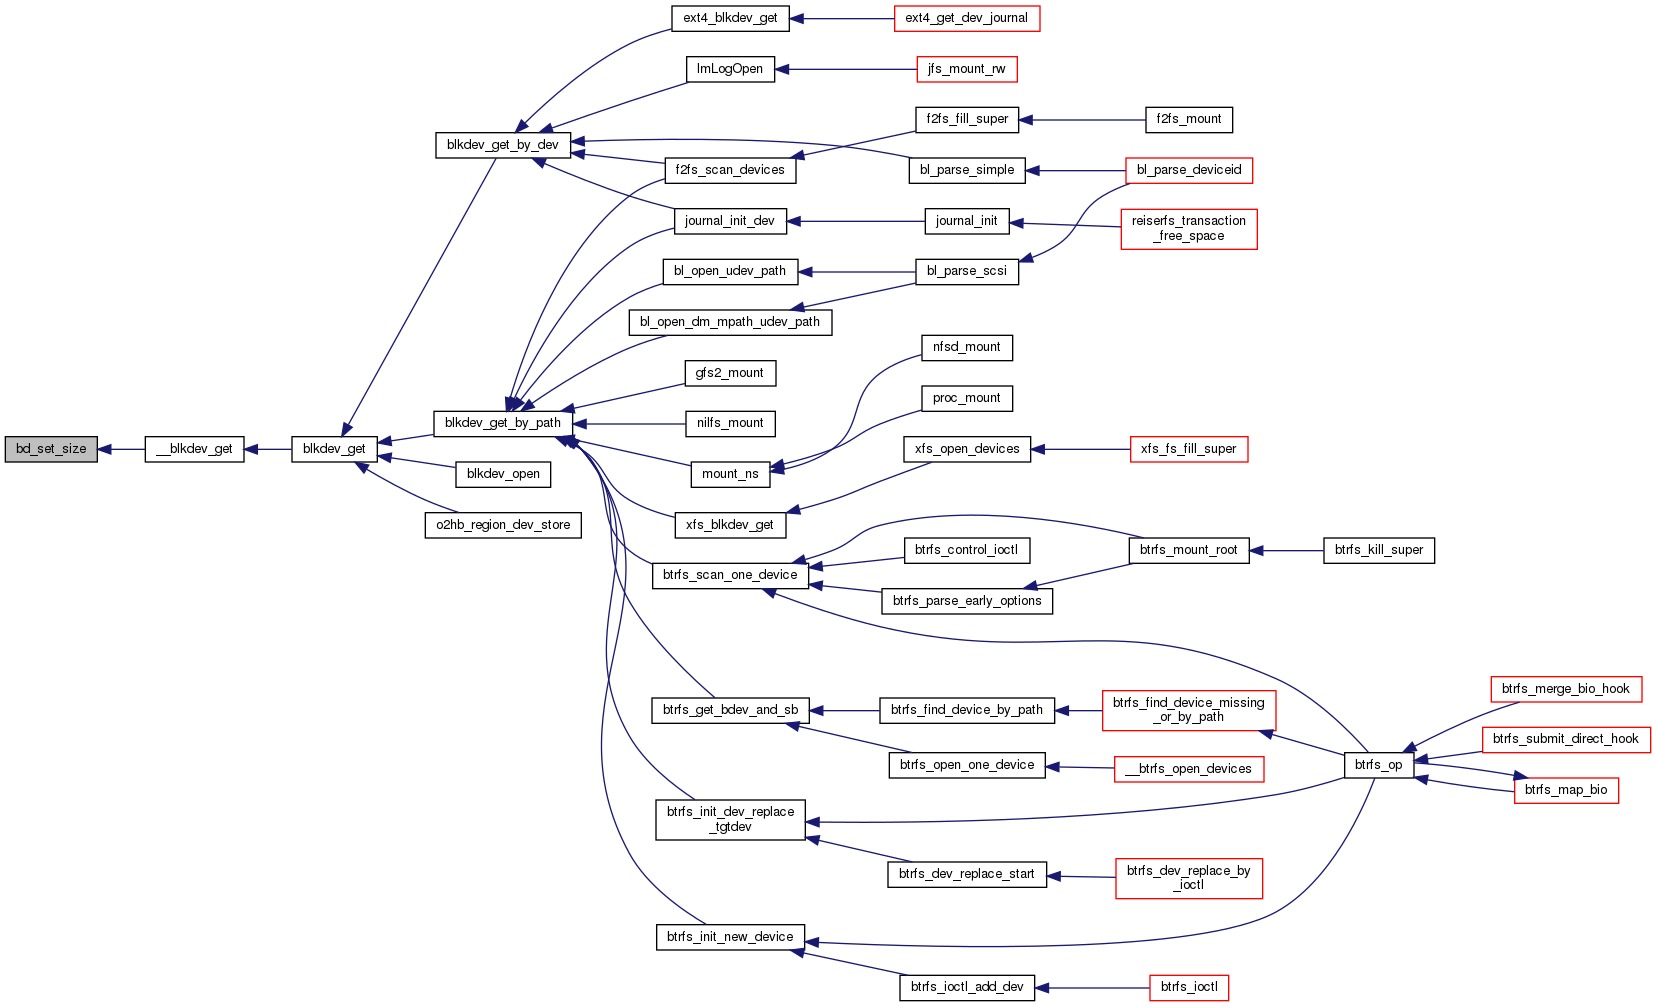 ext4_blkdev_get
ext4_get_dev_journal
lmLogOpen
jfs_mount_rw
f2fs_fill_super
f2fs_mount
blkdev_get_by_dev
f2fs_scan_devices
bl_parse_simple
bl_parse_deviceid
journal_init_dev
journal_init
reiserfs_transaction
_free_space
bl_open_udev_path
bl_parse_scsi
bl_open_dm_mpath_udev_path
nfsd_mount
gfs2_mount
proc_mount
blkdev_get_by_path
nilfs_mount
bd_set_size
__blkdev_get
blkdev_get
xfs_open_devices
xfs_fs_fill_super
blkdev_open
mount_ns
o2hb_region_dev_store
xfs_blkdev_get
btrfs_control_ioctl
btrfs_mount_root
btrfs_kill_super
btrfs_scan_one_device
btrfs_parse_early_options
btrfs_merge_bio_hook
btrfs_get_bdev_and_sb
btrfs_find_device_by_path
btrfs_find_device_missing
_or_by_path
btrfs_submit_direct_hook
btrfs_open_one_device
__btrfs_open_devices
btrfs_op
btrfs_map_bio
btrfs_init_dev_replace
_tgtdev
btrfs_dev_replace_start
btrfs_dev_replace_by
_ioctl
btrfs_init_new_device
btrfs_ioctl_add_dev
btrfs_ioctl